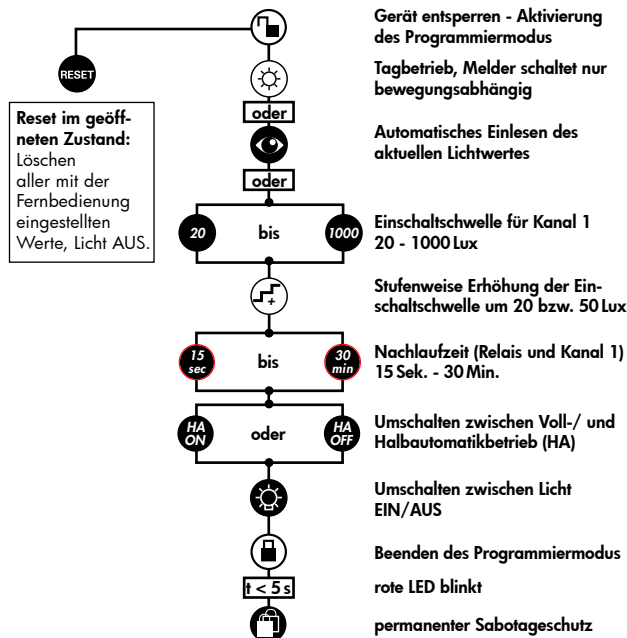 Gerät entsperren - Aktivierung
des Programmiermodus
RESET
Tagbetrieb, Melder schaltet nur
bewegungsabhängig
Reset im geöff-
neten Zustand:
Löschen
aller mit der
Fernbedienung
eingestellten
Werte, Licht AUS.
oder
Automatisches Einlesen des
aktuellen Lichtwertes
oder
20 bis 1000
Einschaltschwelle für Kanal 1
20 - 1000 Lux
Stufenweise Erhöhung der Ein-
schaltschwelle um 20 bzw. 50 Lux
+
15 sec bis 30 min
Nachlaufzeit (Relais und Kanal 1)
15 Sek. - 30 Min.
HA ON oder HA OFF
Umschalten zwischen Voll-/ und
Halbautomatikbetrieb (HA)
Umschalten zwischen Licht
EIN/AUS
Beenden des Programmiermodus
t < 5 s
rote LED blinkt
permanenter Sabotageschutz